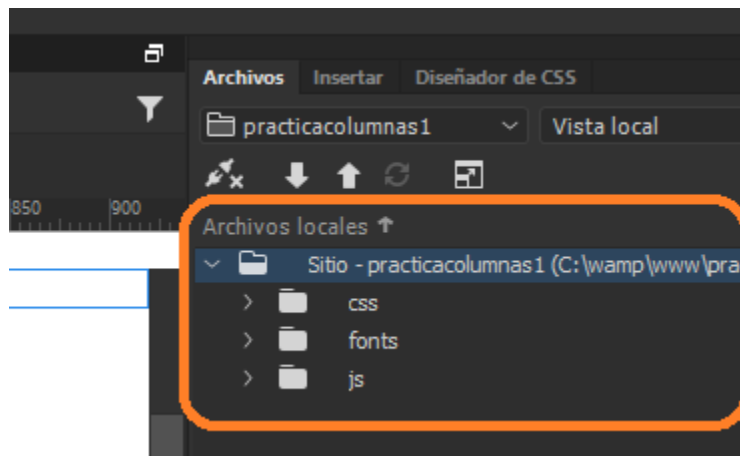 Archivos Insertar Diseñador de CSS
practicacolumnas1 Vista local
850 900
Archivos locales
Sitio - practicacolumnas1 (C:\wamp\www\pra
css
fonts
js